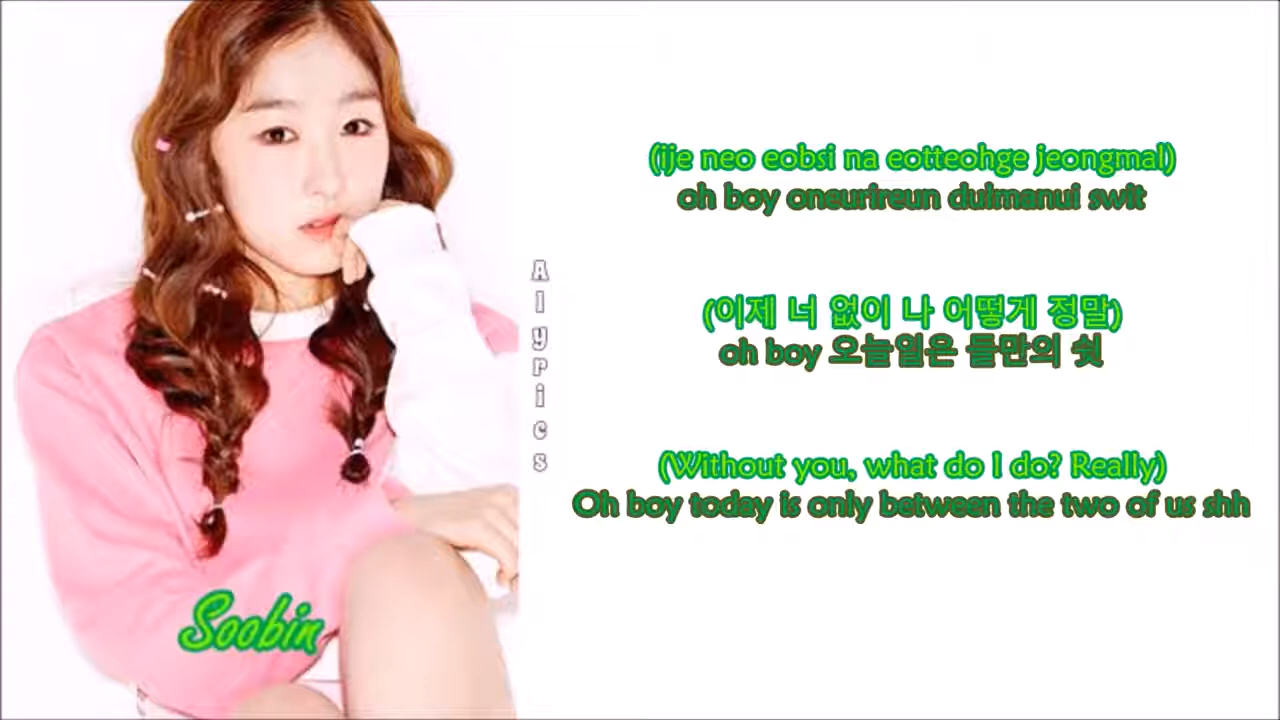 (ije neo eobsi na eotteohge jeongmal)
oh boy oneurireun dulmanui swit
(이제 너 없이 나 어떻게 정말)
oh boy 오늘일은 둘만의 쉿
(Without you, what do I do? Really)
Oh boy today is only between the two of us shh
Alyrics
Soobin